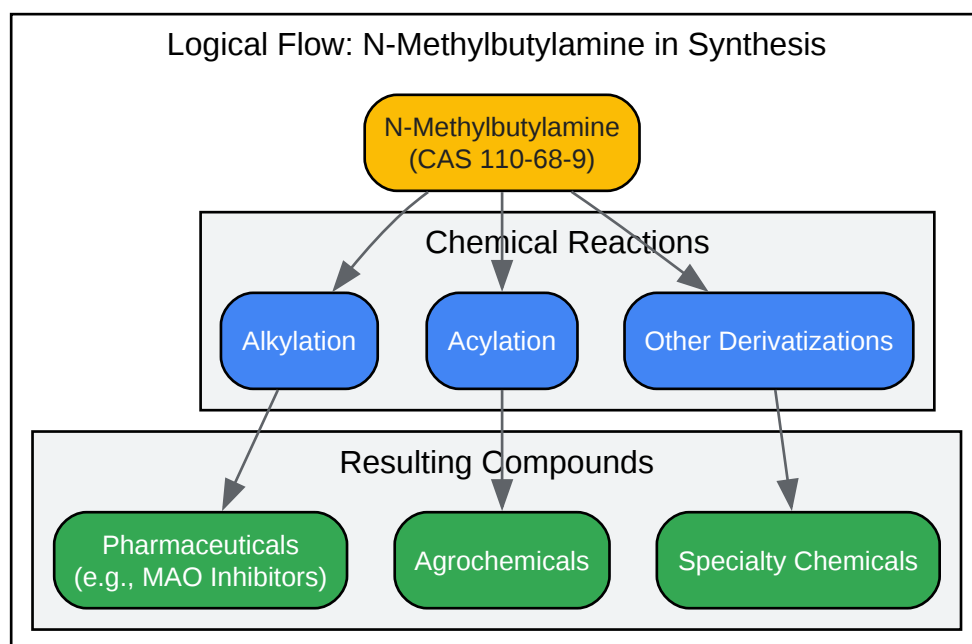 Logical Flow: N-Methylbutylamine in Synthesis
N-Methylbutylamine
(CAS 110-68-9)
Chemical Reactions
Alkylation
Acylation
Other Derivatizations
Resulting Compounds
Pharmaceuticals
(e.g., MAO Inhibitors)
Agrochemicals
Specialty Chemicals